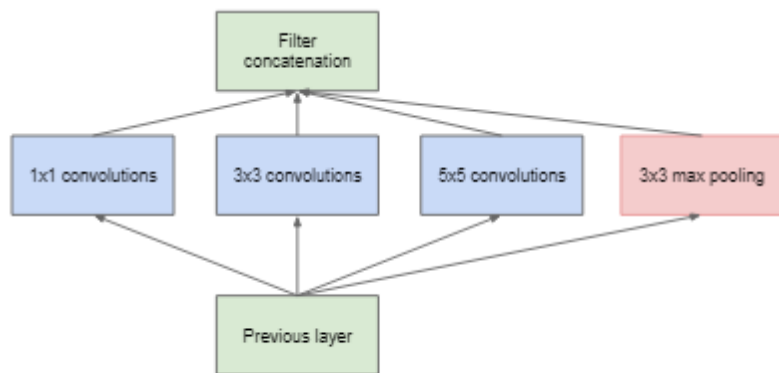 Filter
concatenation
1x1 convolutions
3x3 convolutions
5x5 convolutions
3x3 max pooling
Previous layer